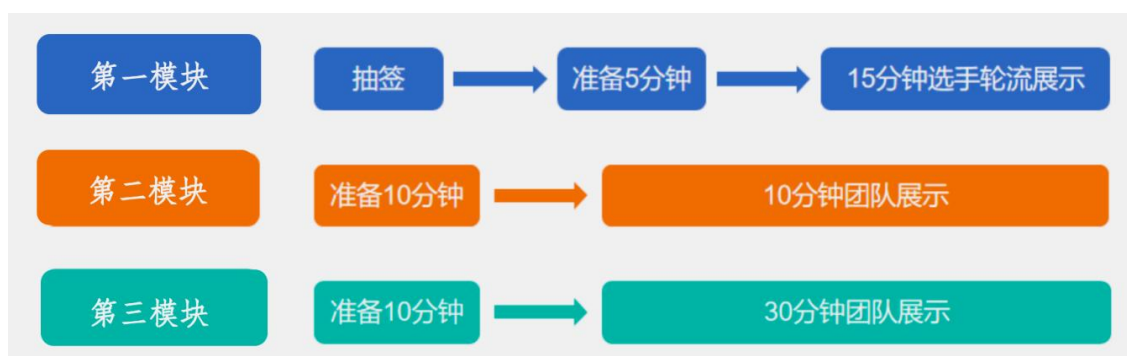 第一模块 抽签 准备5分钟 15分钟选手轮流展示
第二模块 准备10分钟 10分钟团队展示
第三模块 准备10分钟 30分钟团队展示